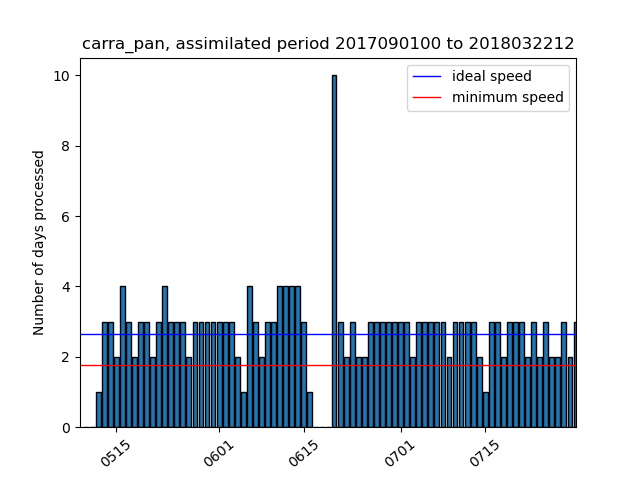 carra_pan, assimilated period 2017090100 to 2018032212
ideal speed
minimum speed
Number of days processed
10
8
6
4
2
0
0515
0601
0615
0701
0715